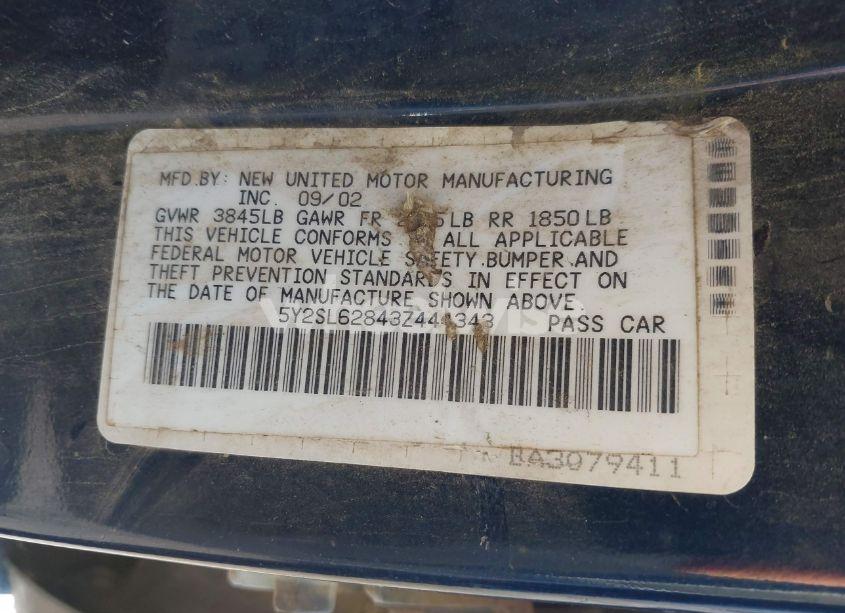 MFD.BY: NEW UNITED MOTOR MANUFACTURING
INC. 09/02
GVWR 3845LB GAWR FR LB RR 1850LB
THIS VEHICLE CONFORMS TO ALL APPLICABLE
FEDERAL MOTOR VEHICLE SAFETY.BUMPER AND
THEFT PREVENTION STANDARDS IN EFFECT ON
THE DATE OF MANUFACTURE SHOWN ABOVE.
PASS CAR
BA3079411